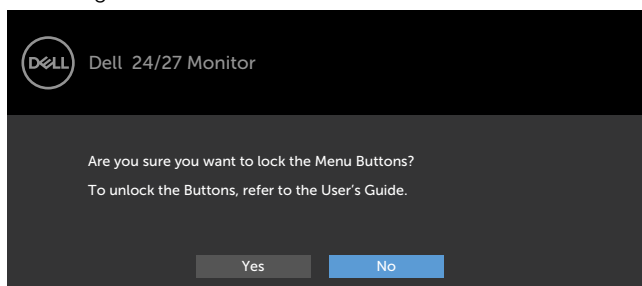 DELL
Dell 24/27 Monitor
Are you sure you want to lock the Menu Buttons?
To unlock the Buttons, refer to the User’s Guide.
Yes No